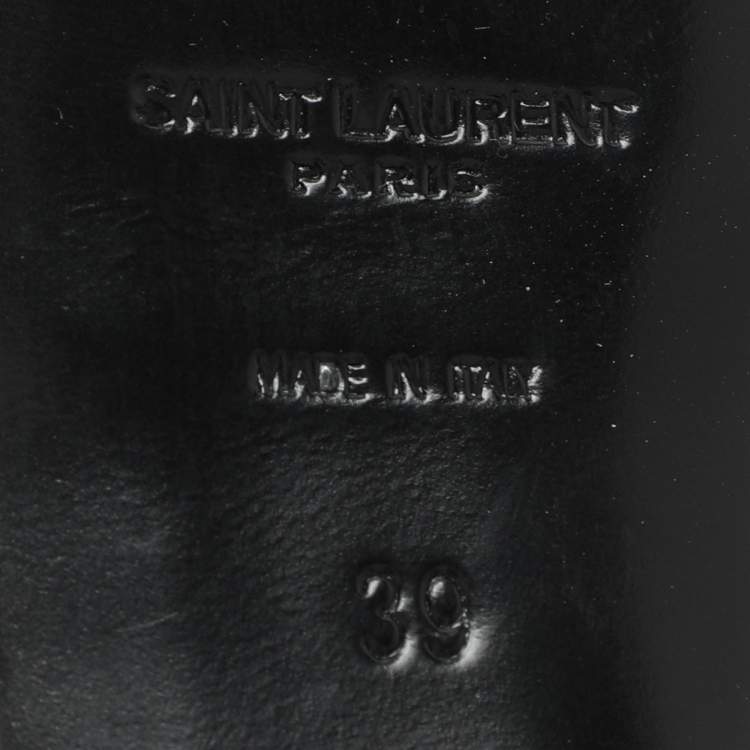 SAINT LAURENT
PARIS
MADE IN ITALY
39